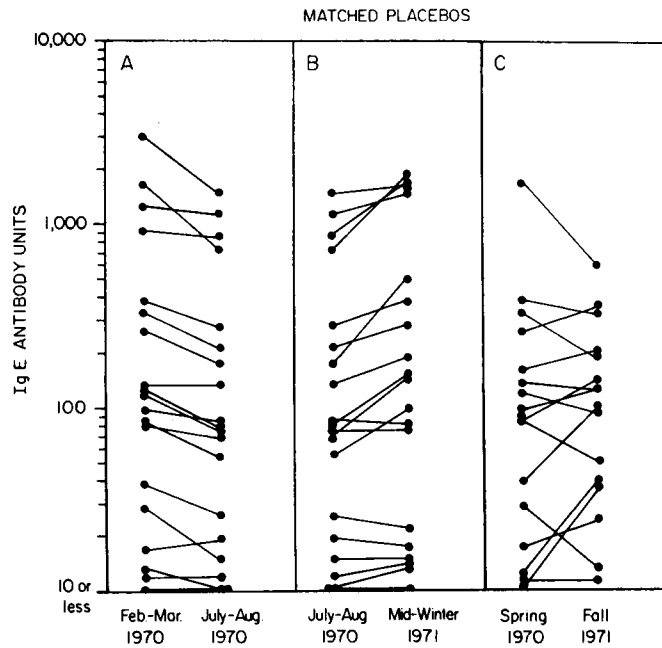 MATCHED PLACEBOS
IgE ANTIBODY UNITS
10,000
1,000
100
10 or
less
A
B
C
Feb.-Mar.
1970
July-Aug.
1970
July-Aug
1970
Mid-Winter
1971
Spring
1970
Fall
1971